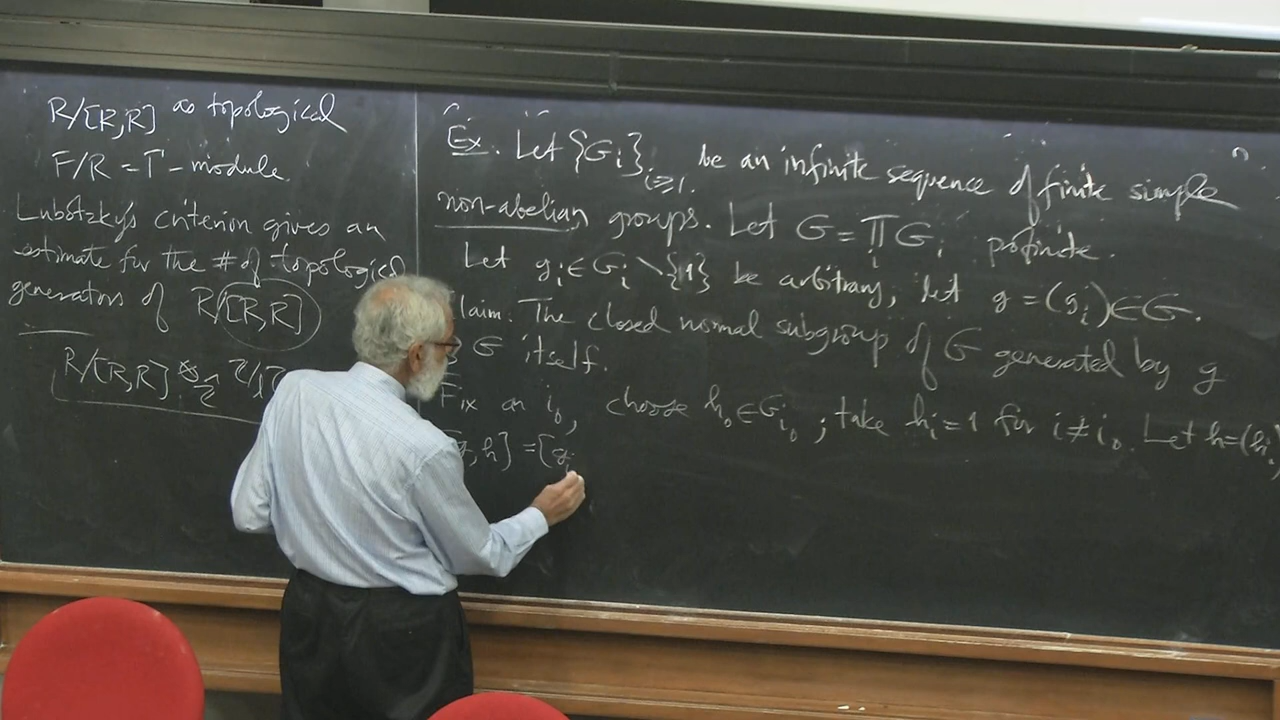 R/[R,R] as topological
F/R = Γ-module.
Lubotzky's criterion gives an
estimate for the # of topological
generators of R/[R,R]
R/[R,R]
Ex. Let {G_i}_{i≥1} be an infinite sequence of finite simple
non-abelian groups. Let G = ∏_i G_i profinite.
Let g_i ∈ G_i \ {1} be arbitrary, let g = (g_i) ∈ G.
laim. The closed normal subgroup of G generated by g
G itself.
Fix an i_0, choose h_0 ∈ G_{i_0}; take h_i = 1 for i ≠ i_0. Let h = (h_i)
g, h] = [g_i